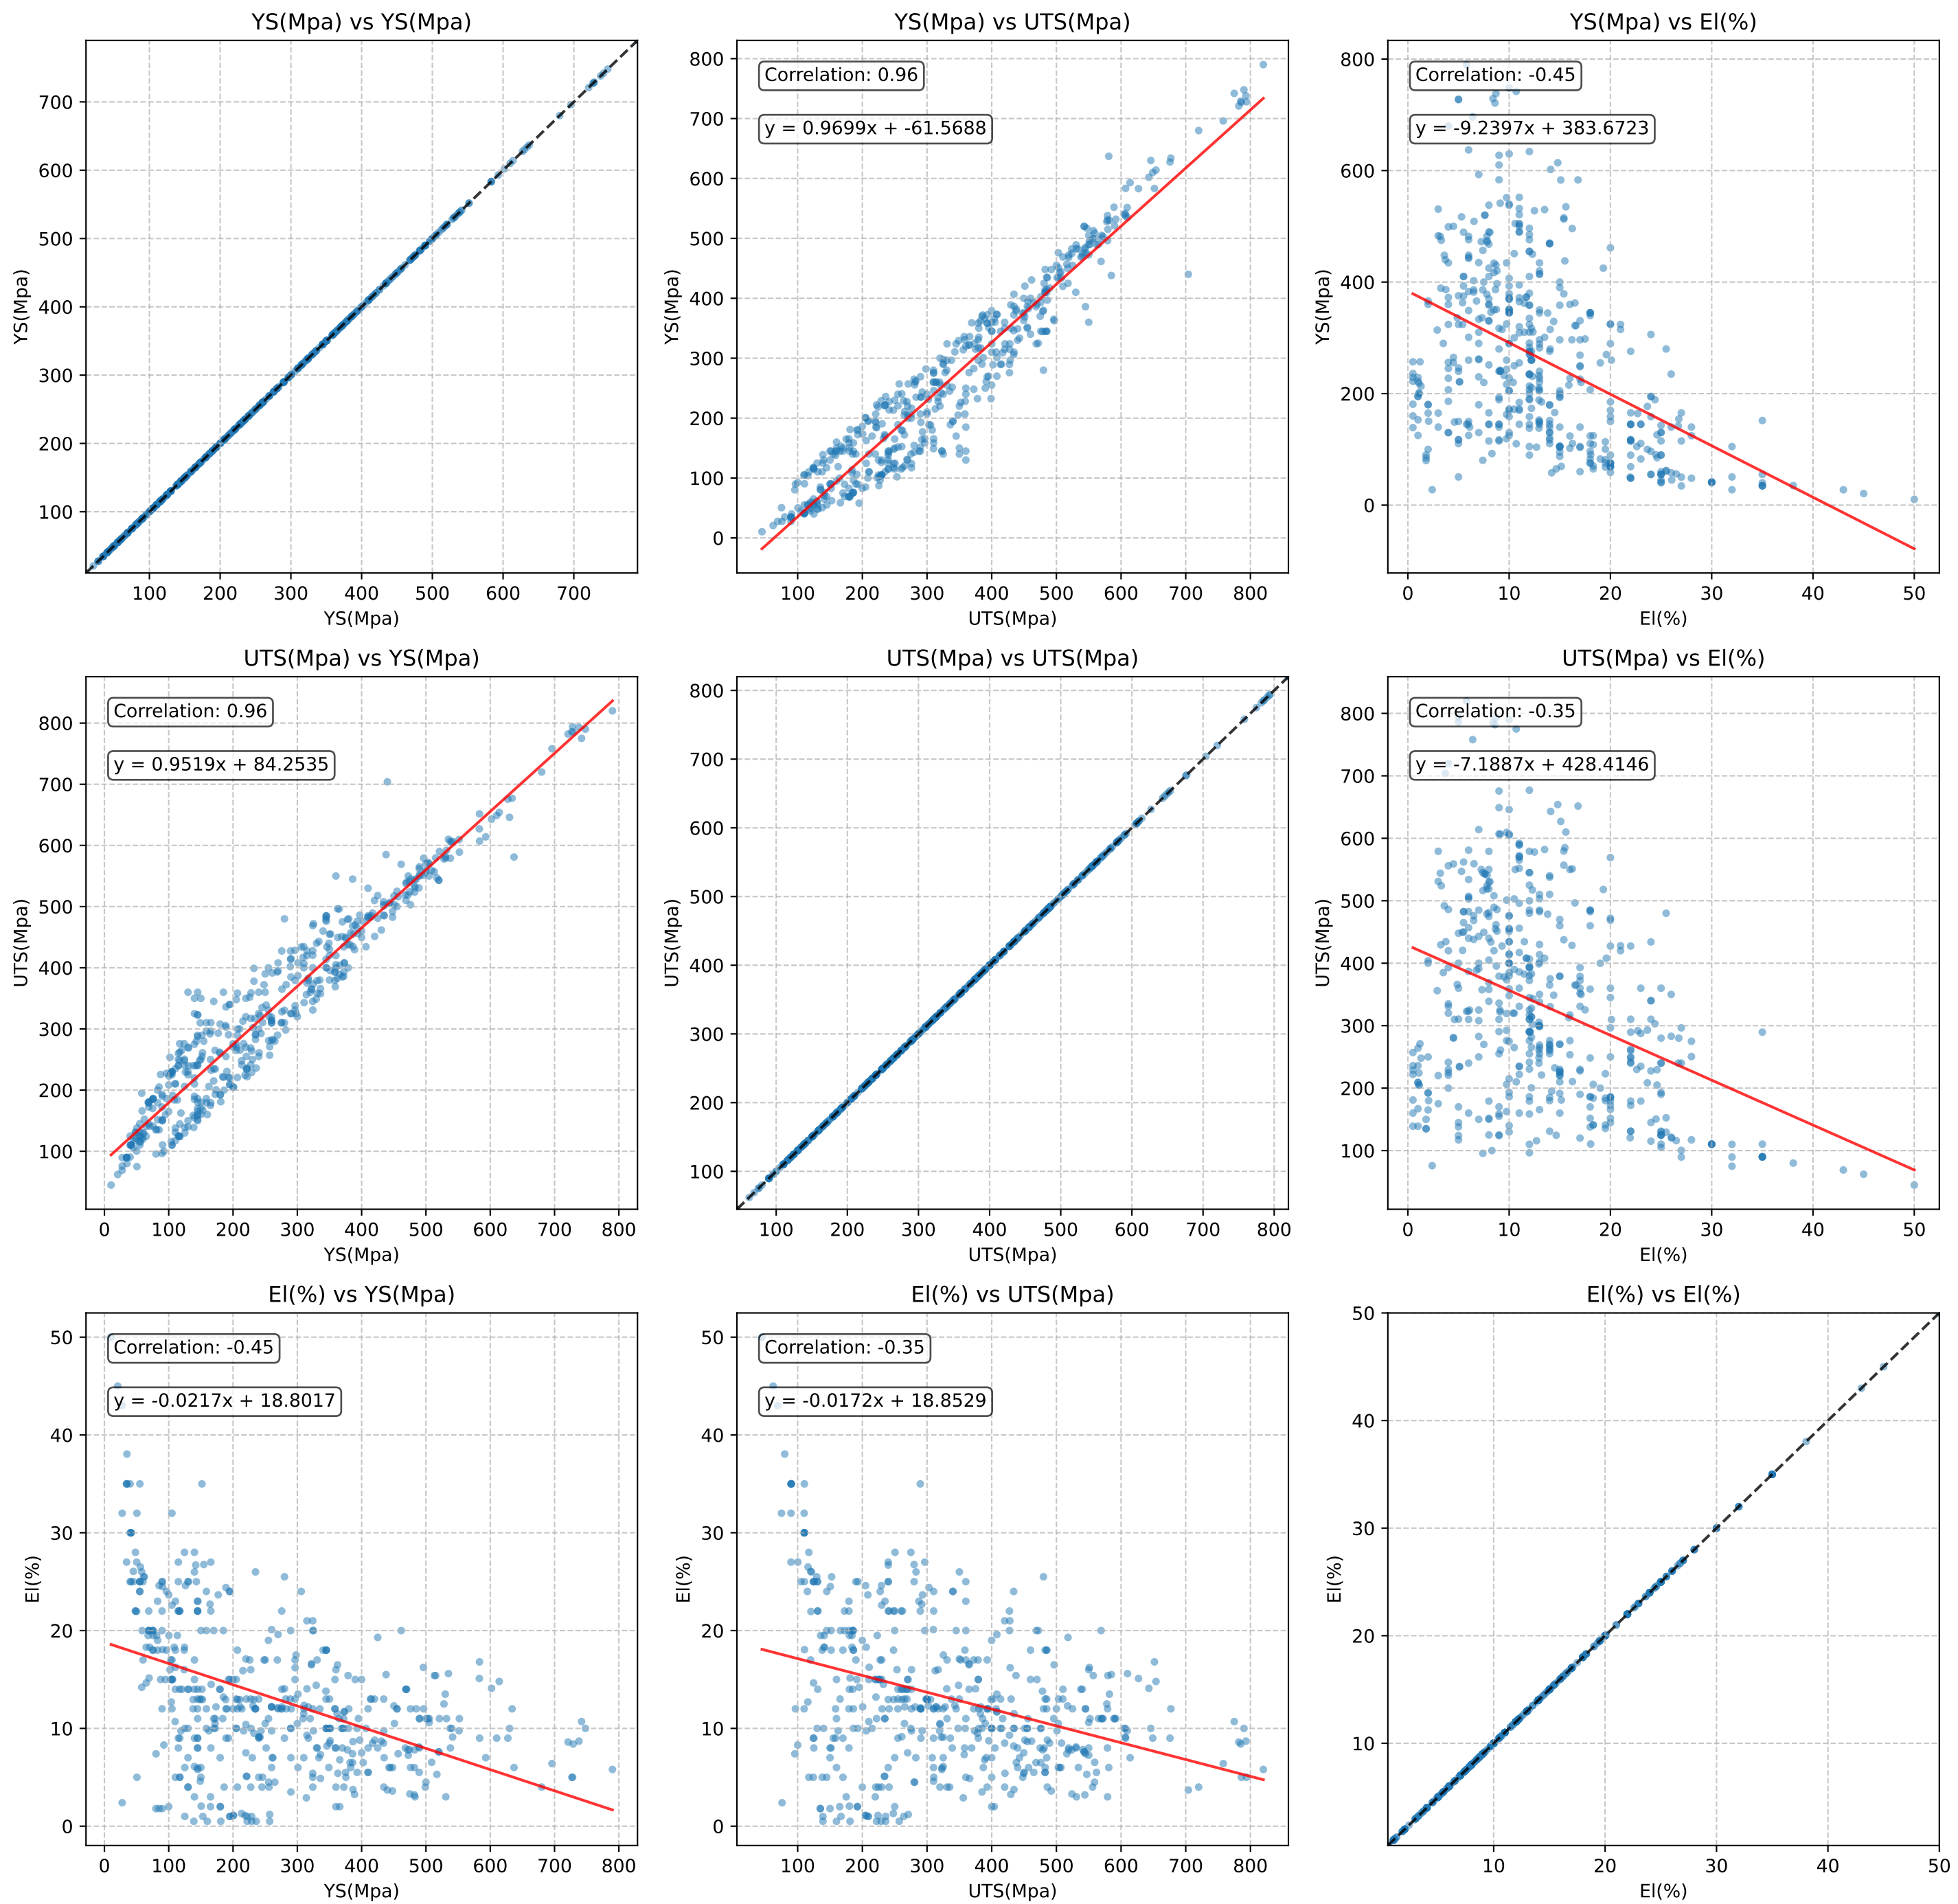 YS(Mpa) vs YS(Mpa)
YS(Mpa)
700
600
500
400
300
200
100
100 200 300 400 500 600 700
YS(Mpa)
YS(Mpa) vs UTS(Mpa)
Correlation: 0.96
y = 0.9699x + -61.5688
YS(Mpa)
800
700
600
500
400
300
200
100
0
100 200 300 400 500 600 700 800
UTS(Mpa)
YS(Mpa) vs El(%)
Correlation: -0.45
y = -9.2397x + 383.6723
YS(Mpa)
800
600
400
200
0
0 10 20 30 40 50
El(%)
UTS(Mpa) vs YS(Mpa)
Correlation: 0.96
y = 0.9519x + 84.2535
UTS(Mpa)
800
700
600
500
400
300
200
100
0 100 200 300 400 500 600 700 800
YS(Mpa)
UTS(Mpa) vs UTS(Mpa)
UTS(Mpa)
800
700
600
500
400
300
200
100
100 200 300 400 500 600 700 800
UTS(Mpa)
UTS(Mpa) vs El(%)
Correlation: -0.35
y = -7.1887x + 428.4146
UTS(Mpa)
800
700
600
500
400
300
200
100
0 10 20 30 40 50
El(%)
El(%) vs YS(Mpa)
Correlation: -0.45
y = -0.0217x + 18.8017
El(%)
50
40
30
20
10
0
0 100 200 300 400 500 600 700 800
YS(Mpa)
El(%) vs UTS(Mpa)
Correlation: -0.35
y = -0.0172x + 18.8529
El(%)
50
40
30
20
10
0
100 200 300 400 500 600 700 800
UTS(Mpa)
El(%) vs El(%)
El(%)
50
40
30
20
10
10 20 30 40 50
El(%)